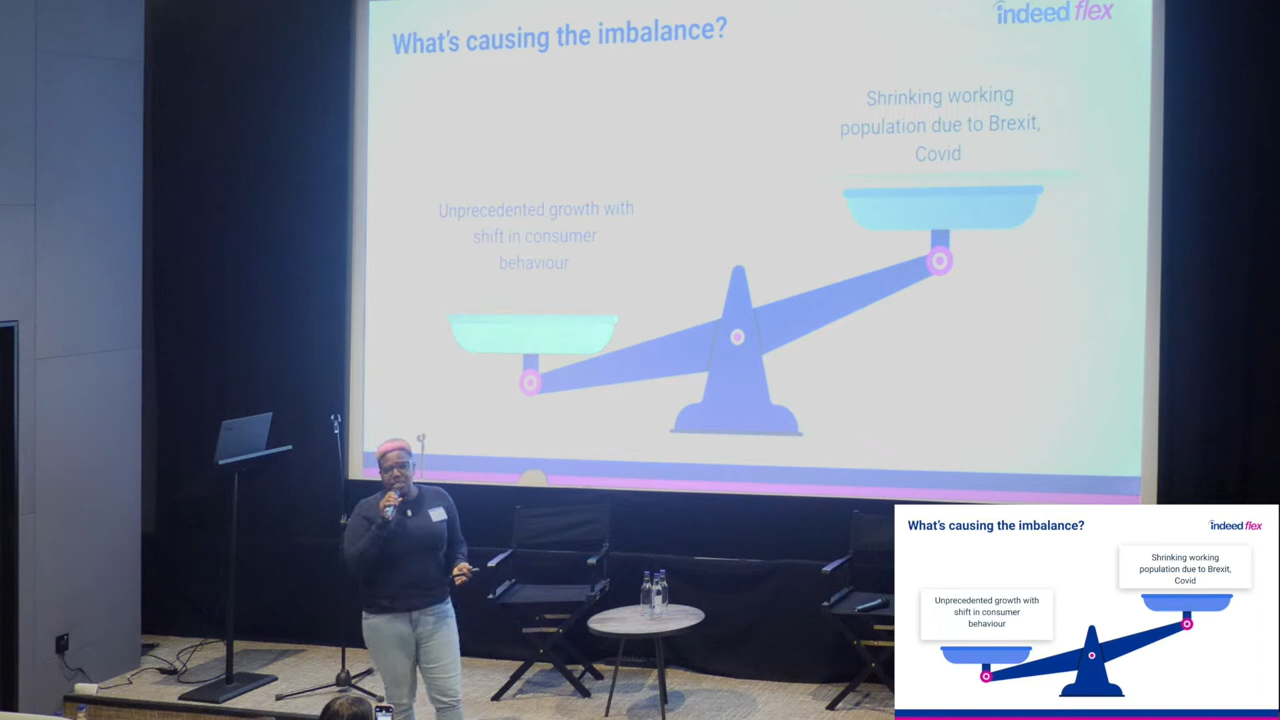 What's causing the imbalance?
indeed flex
Shrinking working
population due to Brexit,
Covid
Unprecedented growth with
shift in consumer
behaviour
What's causing the imbalance?
indeed flex
Shrinking working
population due to Brexit,
Covid
Unprecedented growth with
shift in consumer
behaviour